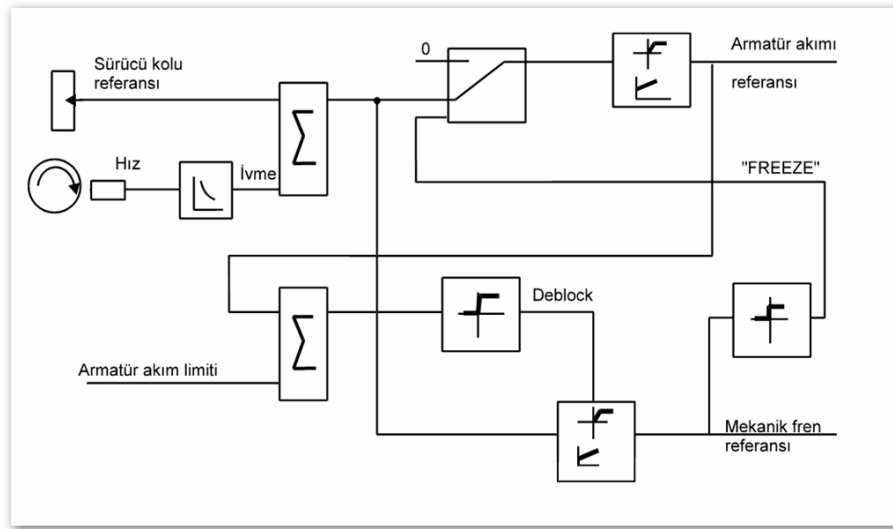 Sürücü kolu
referansı
0
Armatür akımı
referansı
Hız
İvme
"FREEZE"
Deblock
Armatür akım limiti
Mekanik fren
referansı